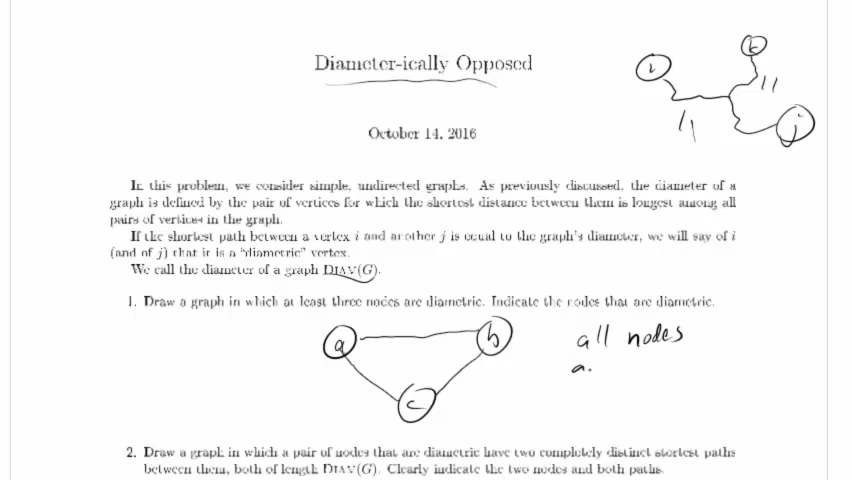 Diameter-ically Opposed
i
k
j
October 14, 2016
In this problem, we consider simple, undirected graphs. As previously discussed, the diameter of a
graph is defined by the pair of vertices for which the shortest distance between them is longest among all
pairs of vertices in the graph.
If the shortest path between a vertex i and another j is equal to the graph's diameter, we will say of i
(and of j) that it is a "diametric" vertex.
We call the diameter of a graph DIAM(G).
1. Draw a graph in which at least three nodes are diametric. Indicate the nodes that are diametric.
a
b
c
all nodes
a.
2. Draw a graph in which a pair of nodes that are diametric have two completely distinct shortest paths
between them, both of length DIAM(G). Clearly indicate the two nodes and both paths.